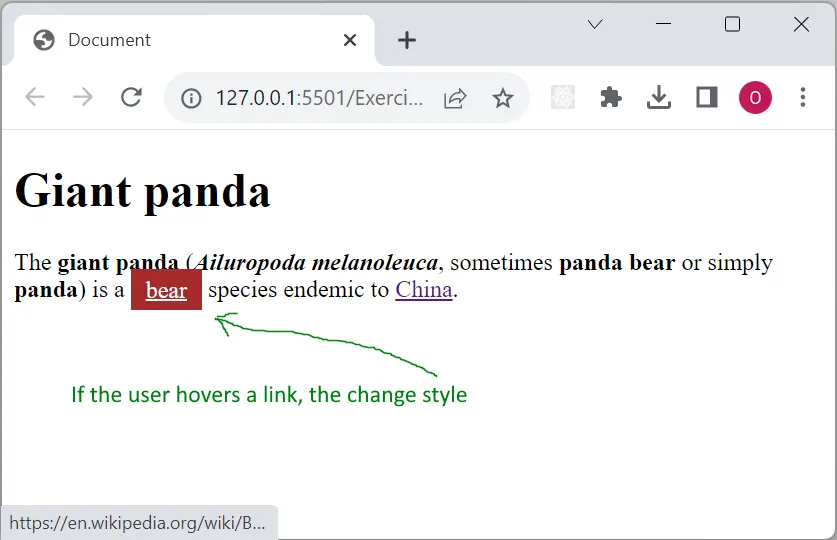 Document
127.0.0.1:5501/Exerci...
O
Giant panda
The giant panda (Ailuropoda melanoleuca, sometimes panda bear or simply
panda) is a bear species endemic to China.
If the user hovers a link, the change style
https://en.wikipedia.org/wiki/B...